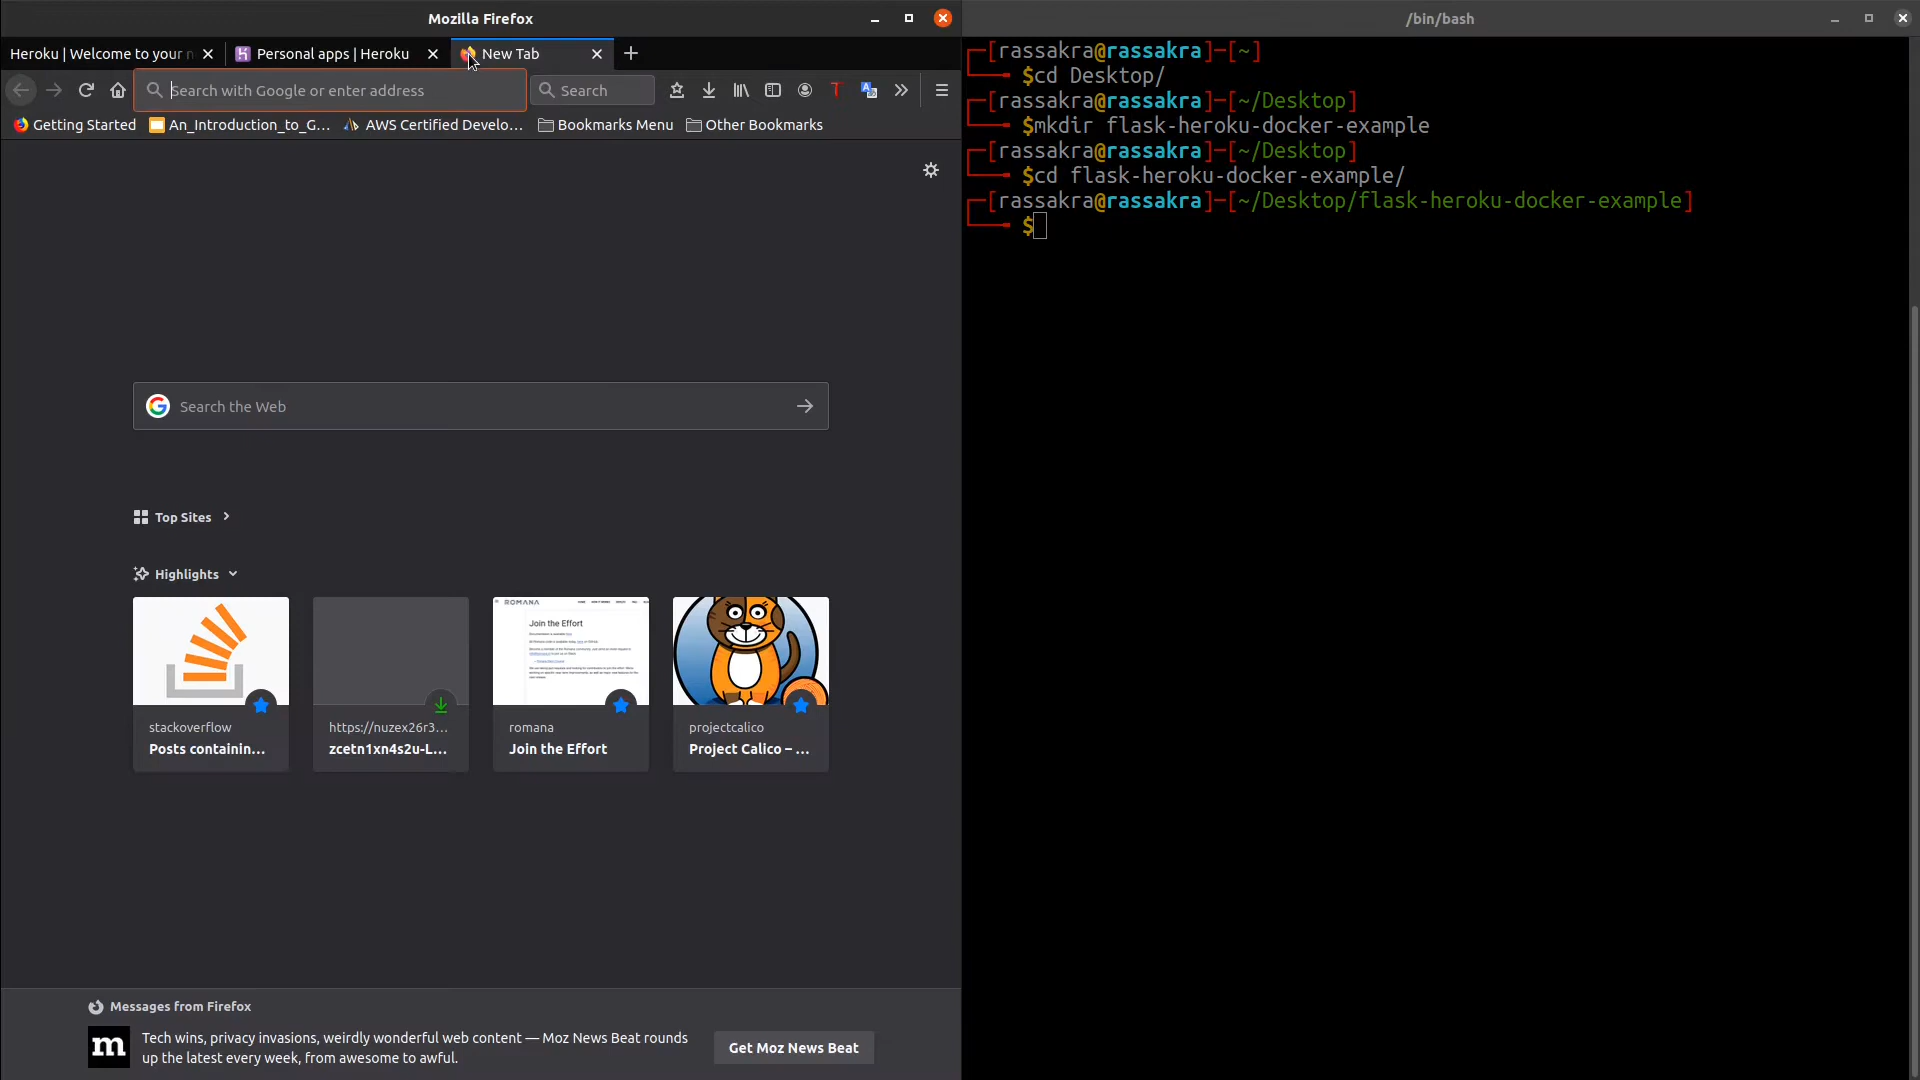 Mozilla Firefox
Heroku | Welcome to your n
Personal apps | Heroku
New Tab
Search with Google or enter address
Search
Getting Started
An_Introduction_to_G...
AWS Certified Develo...
Bookmarks Menu
Other Bookmarks
Search the Web
Top Sites
Highlights
ROMANA
Join the Effort
stackoverflow
Posts containin...
https://nuzex26r3...
zcetn1xn4s2u-L...
romana
Join the Effort
projectcalico
Project Calico – ...
Messages from Firefox
m
Tech wins, privacy invasions, weirdly wonderful web content — Moz News Beat rounds
up the latest every week, from awesome to awful.
Get Moz News Beat
/bin/bash
[rassakra@rassakra]─[~]
$cd Desktop/
[rassakra@rassakra]─[~/Desktop]
$mkdir flask-heroku-docker-example
[rassakra@rassakra]─[~/Desktop]
$cd flask-heroku-docker-example/
[rassakra@rassakra]─[~/Desktop/flask-heroku-docker-example]
$